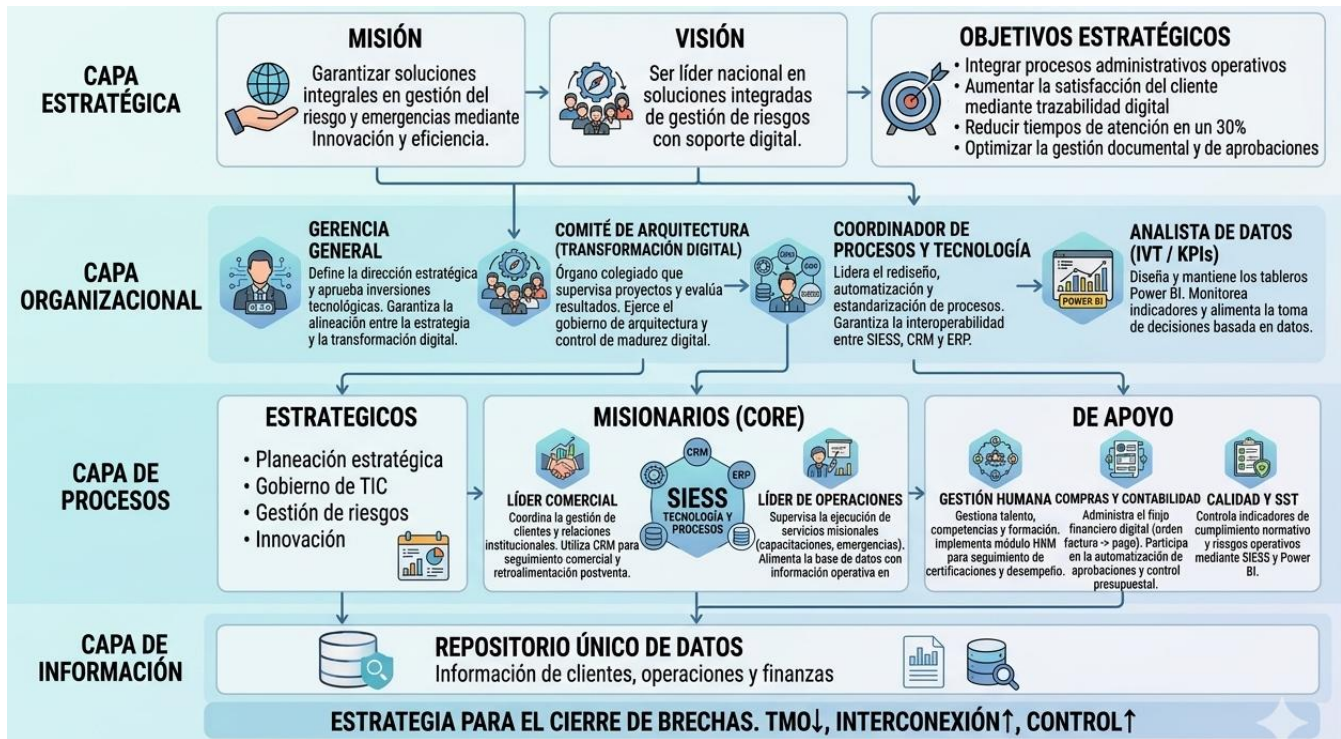 CAPA
ESTRATÉGICA
MISIÓN
Garantizar soluciones
integrales en gestión del
riesgo y emergencias mediante
Innovación y eficiencia.
VISIÓN
Ser líder nacional en
soluciones integradas
de gestión de riesgos
con soporte digital.
OBJETIVOS ESTRATÉGICOS
• Integrar procesos administrativos operativos
• Aumentar la satisfacción del cliente
mediante trazabilidad digital
• Reducir tiempos de atención en un 30%
• Optimizar la gestión documental y de aprobaciones
CAPA
ORGANIZACIONAL
GERENCIA
GENERAL
Define la dirección estratégica
y aprueba inversiones
tecnológicas. Garantiza la
alineación entre la estrategia
y la transformación digital.
COMITÉ DE ARQUITECTURA
(TRANSFORMACIÓN DIGITAL)
Órgano colegiado que
supervisa proyectos y evalúa
resultados. Ejerce el
gobierno de arquitectura y
control de madurez digital.
COORDINADOR DE
PROCESOS Y TECNOLOGÍA
Lidera el rediseño,
automatización y
estandarización de procesos.
Garantiza la interoperabilidad
entre SIESS, CRM y ERP.
POWER BI
ANALISTA DE DATOS
(IVT / KPIs)
Diseña y mantiene los tableros
Power BI. Monitorea
indicadores y alimenta la toma
de decisiones basada en datos.
CAPA DE
PROCESOS
ESTRATEGICOS
• Planeación estratégica
• Gobierno de TIC
• Gestión de riesgos
• Innovación
MISIONARIOS (CORE)
LÍDER COMERCIAL
Coordina la gestión de
clientes y relaciones
institucionales. Utiliza CRM para
seguimiento comercial y
retroalimentación postventa.
CRM
ERP
SIESS
TECNOLOGÍA Y
PROCESOS
LÍDER DE OPERACIONES
Supervisa la ejecución de
servicios misionales
(capacitaciones, emergencias).
Alimenta la base de datos con
información operativa en
DE APOYO
GESTIÓN HUMANA
Gestiona talento,
competencias y formación.
implementa módulo HNM
para seguimiento de
certificaciones y desempeño.
COMPRAS Y CONTABILIDAD
Administra el flujo
financiero digital (orden
factura -> page). Participa
en la automatización de
aprobaciones y control
presupuestal.
CALIDAD Y SST
Controla indicadores de
cumplimiento normativo
y riesgos operativos
mediante SIESS y Power
BI.
CAPA DE
INFORMACIÓN
REPOSITORIO ÚNICO DE DATOS
Información de clientes, operaciones y finanzas
ESTRATEGIA PARA EL CIERRE DE BRECHAS. TMO↓, INTERCONEXIÓN↑, CONTROL↑